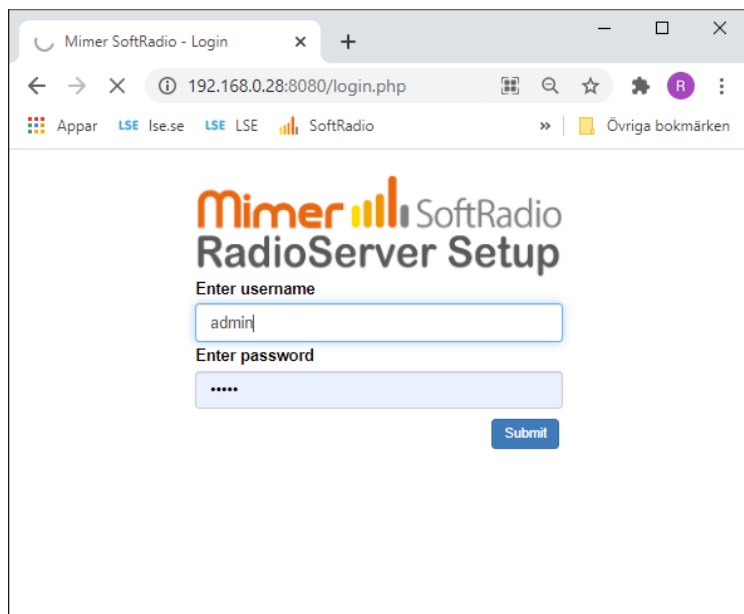 Mimer SoftRadio - Login
192.168.0.28:8080/login.php
R
Appar LSE lse.se LSE LSE SoftRadio » Övriga bokmärken
Mimer SoftRadio
RadioServer Setup
Enter username
admin
Enter password
•••••
Submit